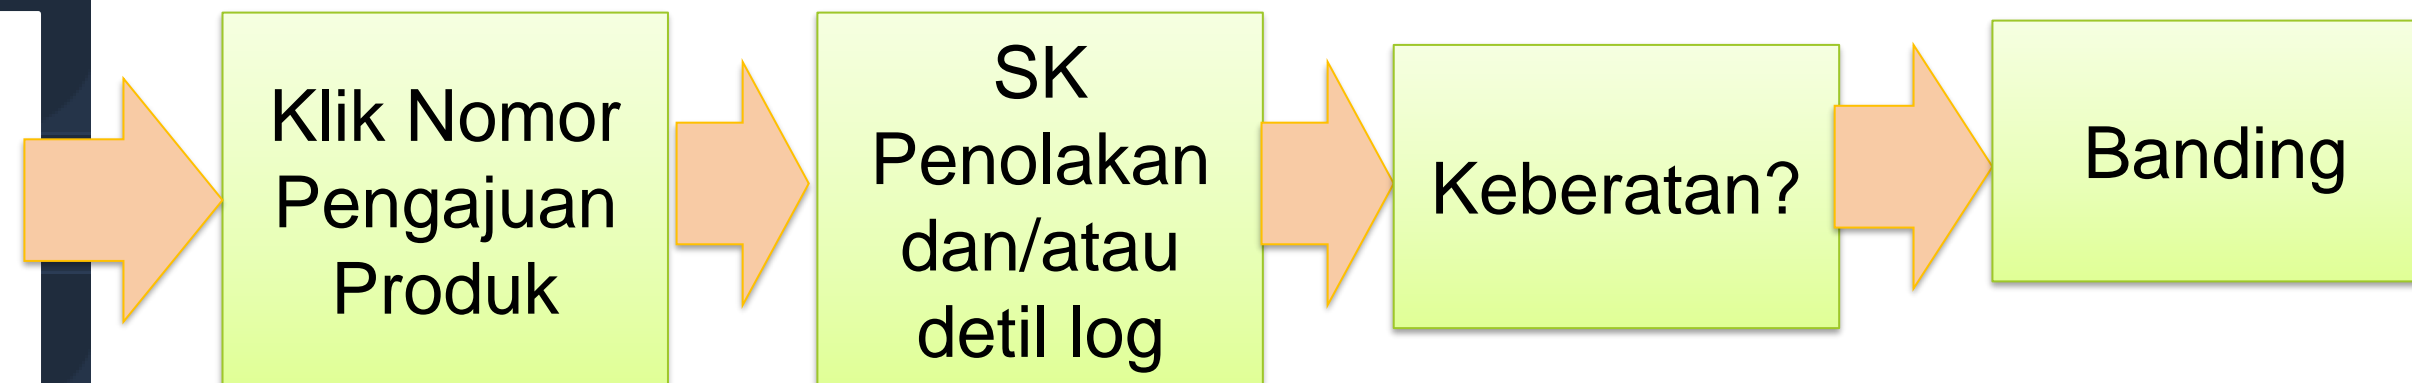 Klik Nomor
Pengajuan
Produk
SK
Penolakan
dan/atau
detil log
Keberatan?
Banding